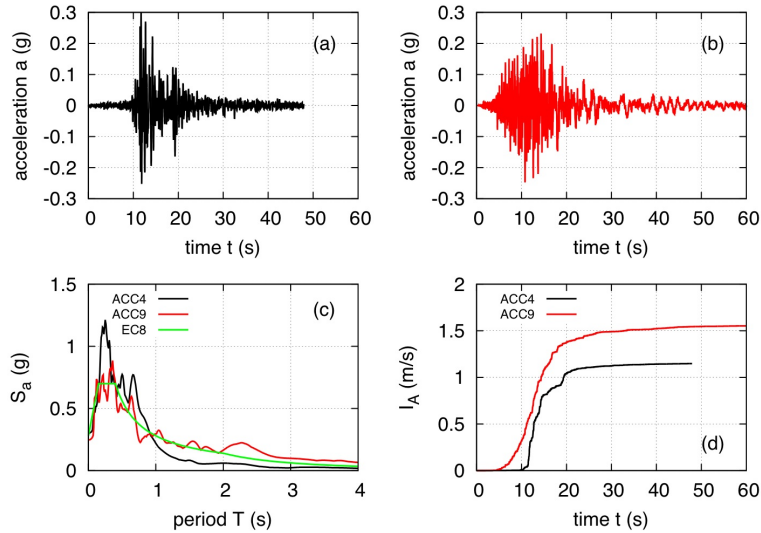 0.3
0.2
0.1
0
-0.1
-0.2
-0.3
acceleration a (g)
(a)
0 10 20 30 40 50 60
time t (s)
0.3
0.2
0.1
0
-0.1
-0.2
-0.3
acceleration a (g)
(b)
0 10 20 30 40 50 60
time t (s)
1.5
1
0.5
0
Sa (g)
ACC4
ACC9
EC8
(c)
0 1 2 3 4
period T (s)
2
1.5
1
0.5
0
IA (m/s)
ACC4
ACC9
(d)
0 10 20 30 40 50 60
time t (s)